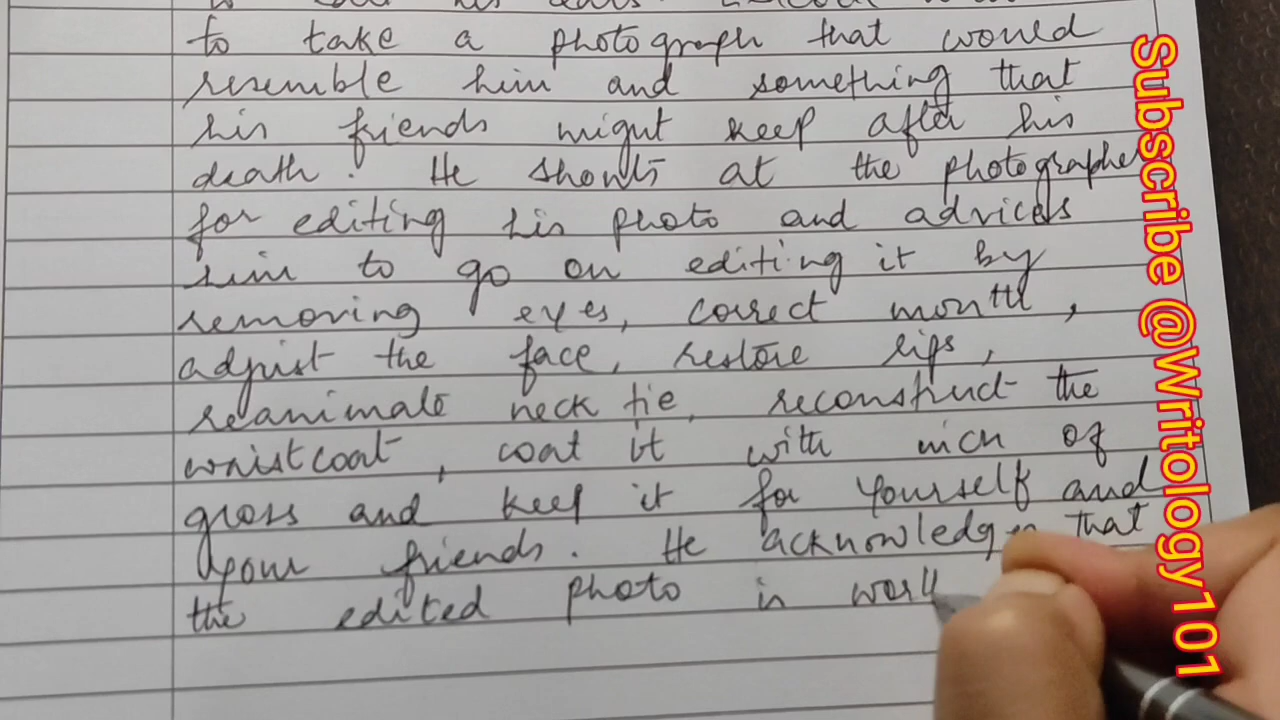 to take a photograph that would
resemble him and something that
his friends might keep after his
death. He shouts at the photographer
for editing his photo and advices
him to go on editing it by
removing eyes, correct mouth,
adjust the face, restore lips,
reanimate neck tie, reconstruct the
waistcoat, coat it with inch of
gross and keep it for yourself and
your friends. He acknowledges that
the edited photo is
Subscribe @Writology101